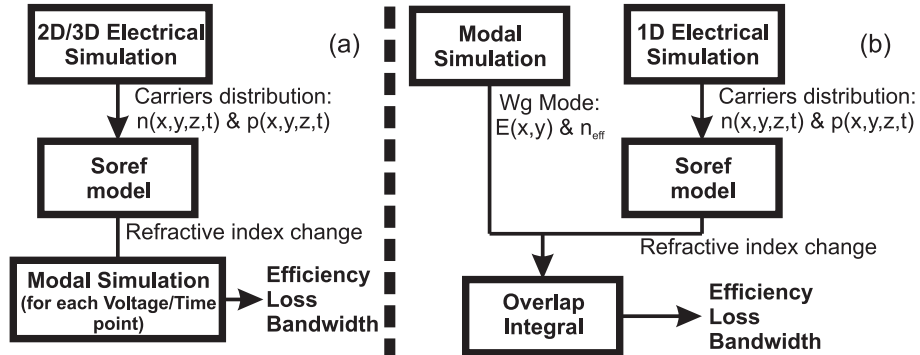 2D/3D Electrical
Simulation
(a)
Carriers distribution:
n(x,y,z,t) & p(x,y,z,t)
Soref
model
Refractive index change
Modal Simulation
(for each Voltage/Time
point)
Efficiency
Loss
Bandwidth
Modal
Simulation
1D Electrical
Simulation
(b)
Wg Mode:
E(x,y) & neff
Carriers distribution:
n(x,y,z,t) & p(x,y,z,t)
Soref
model
Refractive index change
Overlap
Integral
Efficiency
Loss
Bandwidth